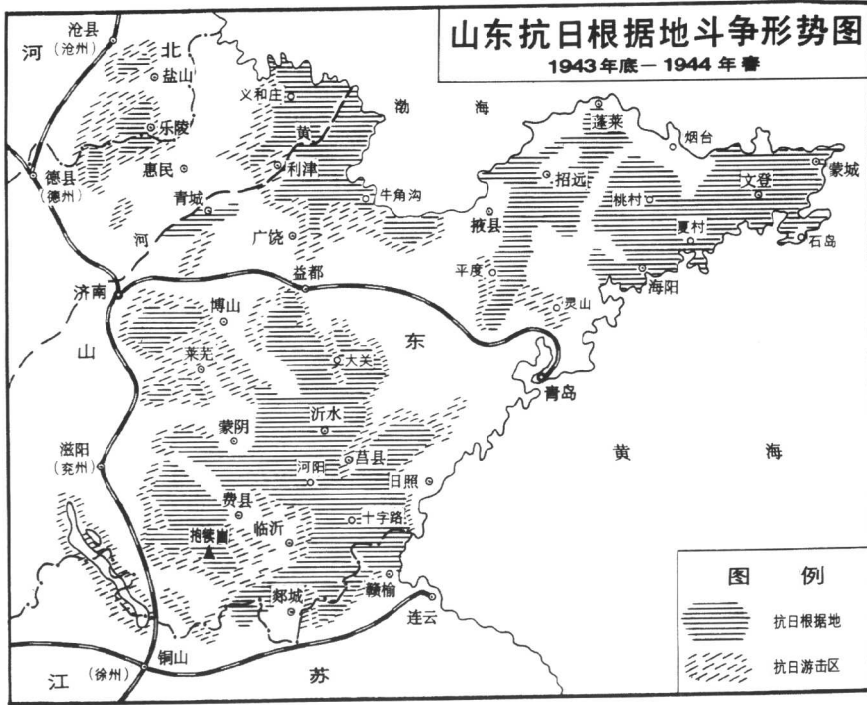 山东抗日根据地斗争形势图
1943年底－1944年春
沧县
（沧州）
河
北
盐山
乐陵
德县
（德州）
惠民
义和庄
黄
利津
青城
河
广饶
牛角沟
渤
海
蓬莱
烟台
招远
桃村
文登
蒙城
掖县
夏村
石岛
平度
海阳
灵山
益都
济南
博山
山
莱芜
东
大关
青岛
沂水
蒙阴
滋阳
（兖州）
河阳
莒县
日照
黄
海
费县
临沂
十字路
抱犊崮
郯城
赣榆
连云
铜山
（徐州）
江
苏
图例
抗日根据地
抗日游击区